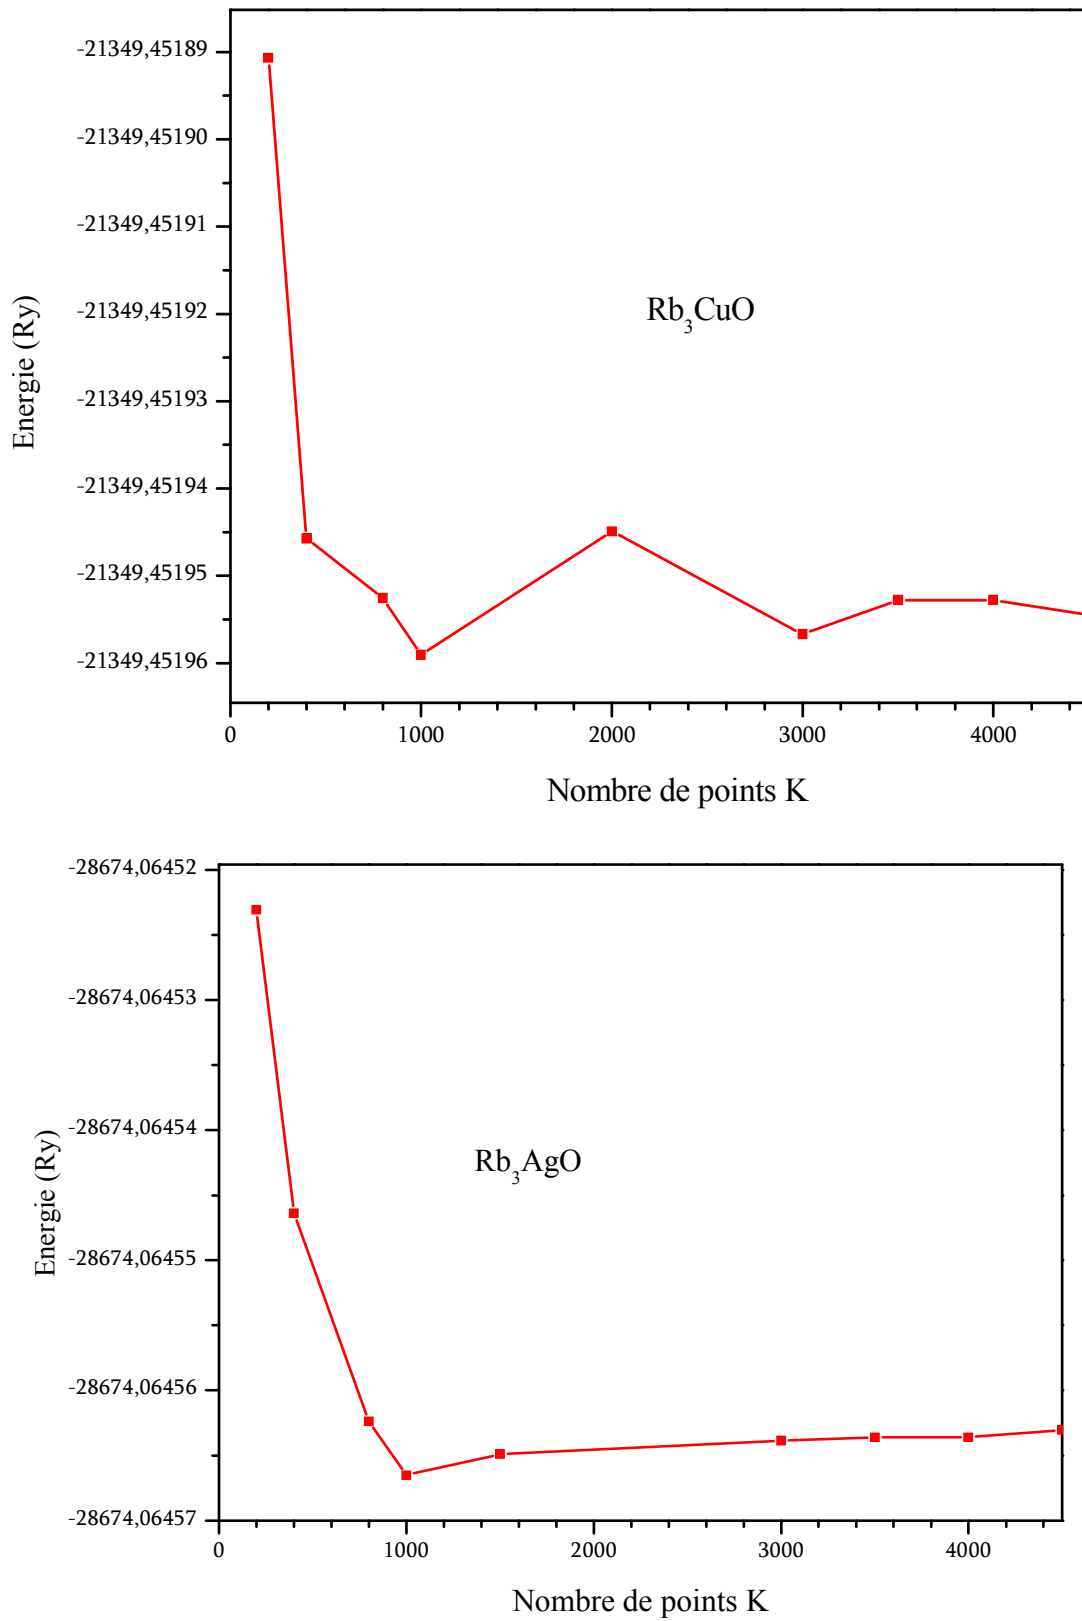 -21349,45189
-21349,45190
-21349,45191
-21349,45192
-21349,45193
-21349,45194
-21349,45195
-21349,45196
Energie (Ry)
Rb₃CuO
0 1000 2000 3000 4000
Nombre de points K
-28674,06452
-28674,06453
-28674,06454
-28674,06455
-28674,06456
-28674,06457
Energie (Ry)
Rb₃AgO
0 1000 2000 3000 4000
Nombre de points K